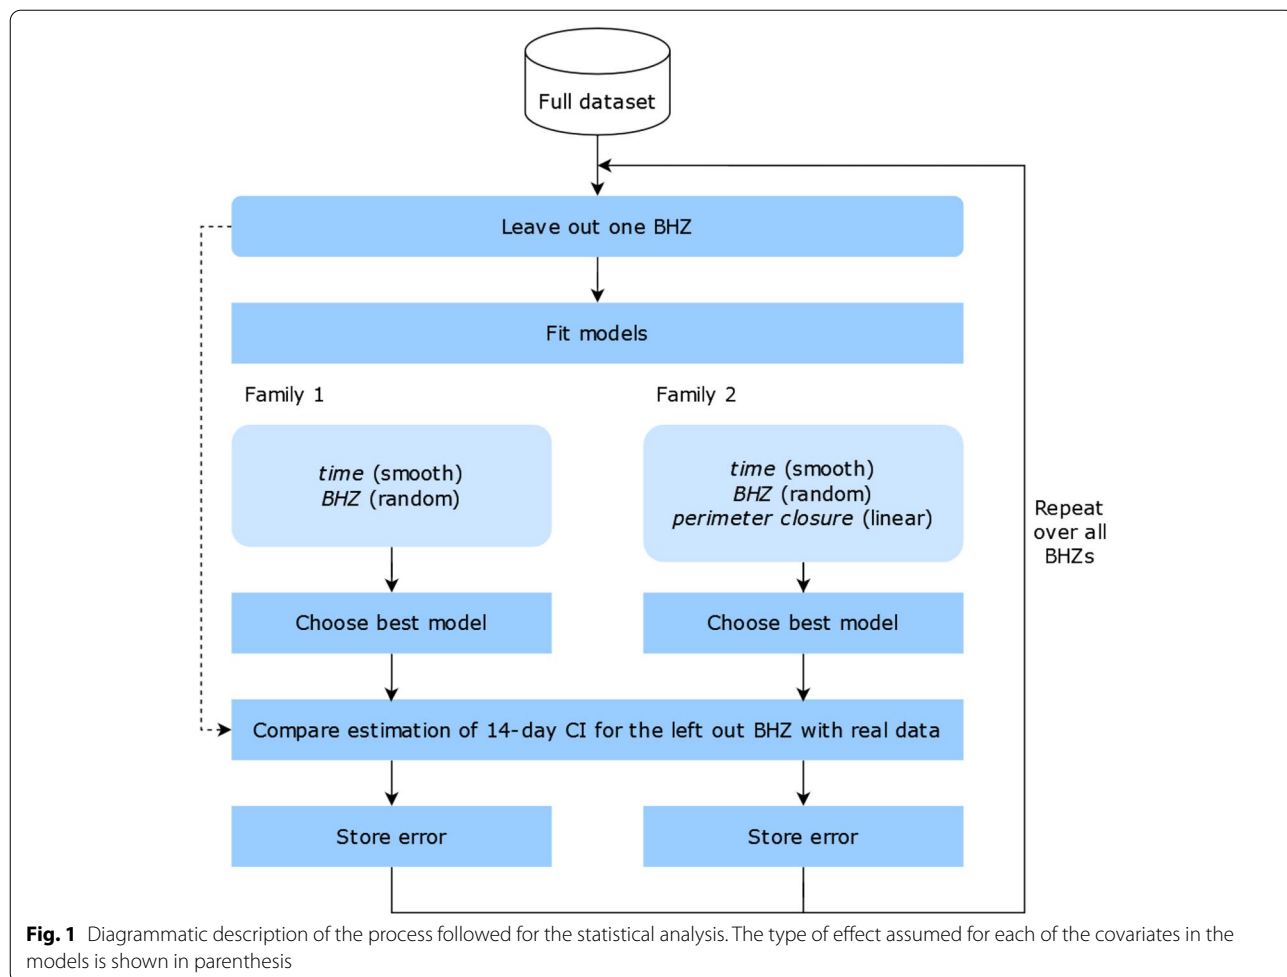 Full dataset
Leave out one BHZ
Fit models
Family 1
Family 2
time (smooth)
BHZ (random)
time (smooth)
BHZ (random)
perimeter closure (linear)
Repeat
over all
BHZs
Choose best model
Choose best model
Compare estimation of 14-day CI for the left out BHZ with real data
Store error
Store error
Fig. 1 Diagrammatic description of the process followed for the statistical analysis. The type of effect assumed for each of the covariates in the
models is shown in parenthesis